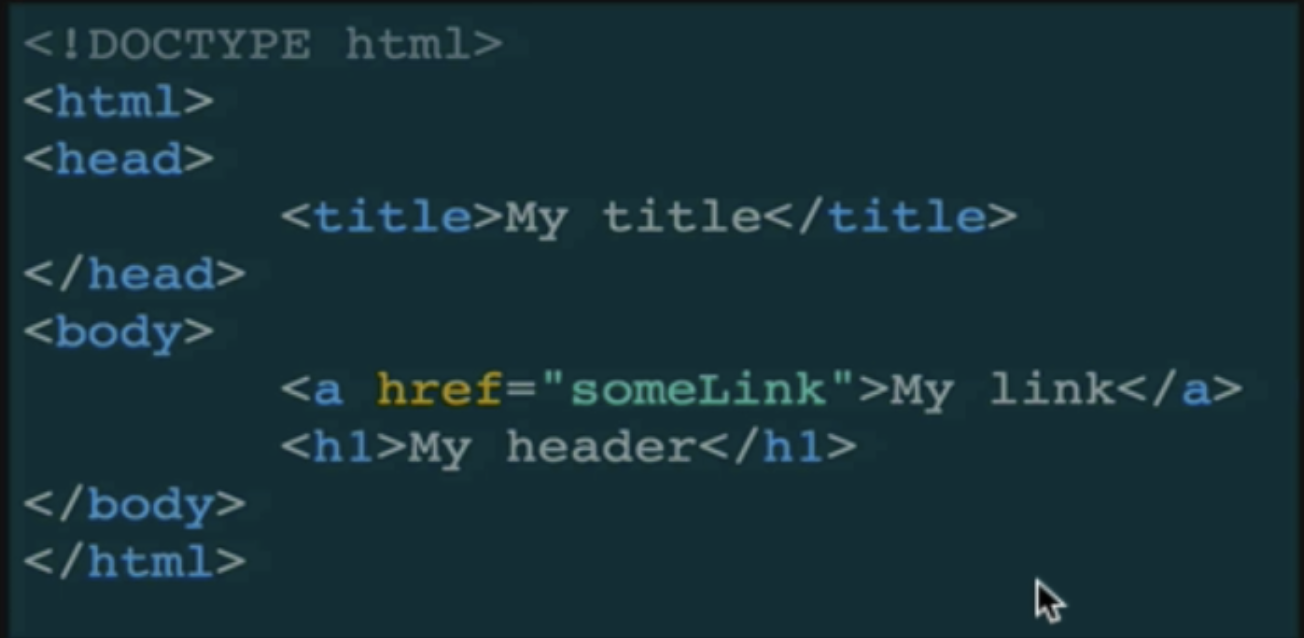 <!DOCTYPE html>
<html>
<head>
        <title>My title</title>
</head>
<body>
        <a href="someLink">My link</a>
        <h1>My header</h1>
</body>
</html>